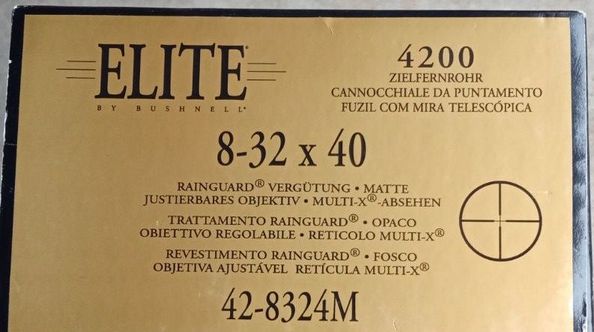 ELITE®
BY BUSHNELL®
4200
ZIELFERNROHR
CANNOCCHIALE DA PUNTAMENTO
FUZIL COM MIRA TELESCÓPICA
8-32 x 40
RAINGUARD® VERGÜTUNG • MATTE
JUSTIERBARES OBJEKTIV • MULTI-X®-ABSEHEN
TRATTAMENTO RAINGUARD® • OPACO
OBIETTIVO REGOLABILE • RETICOLO MULTI-X®
REVESTIMENTO RAINGUARD® • FOSCO
OBJETIVA AJUSTÁVEL RETÍCULA MULTI-X®
42-8324M